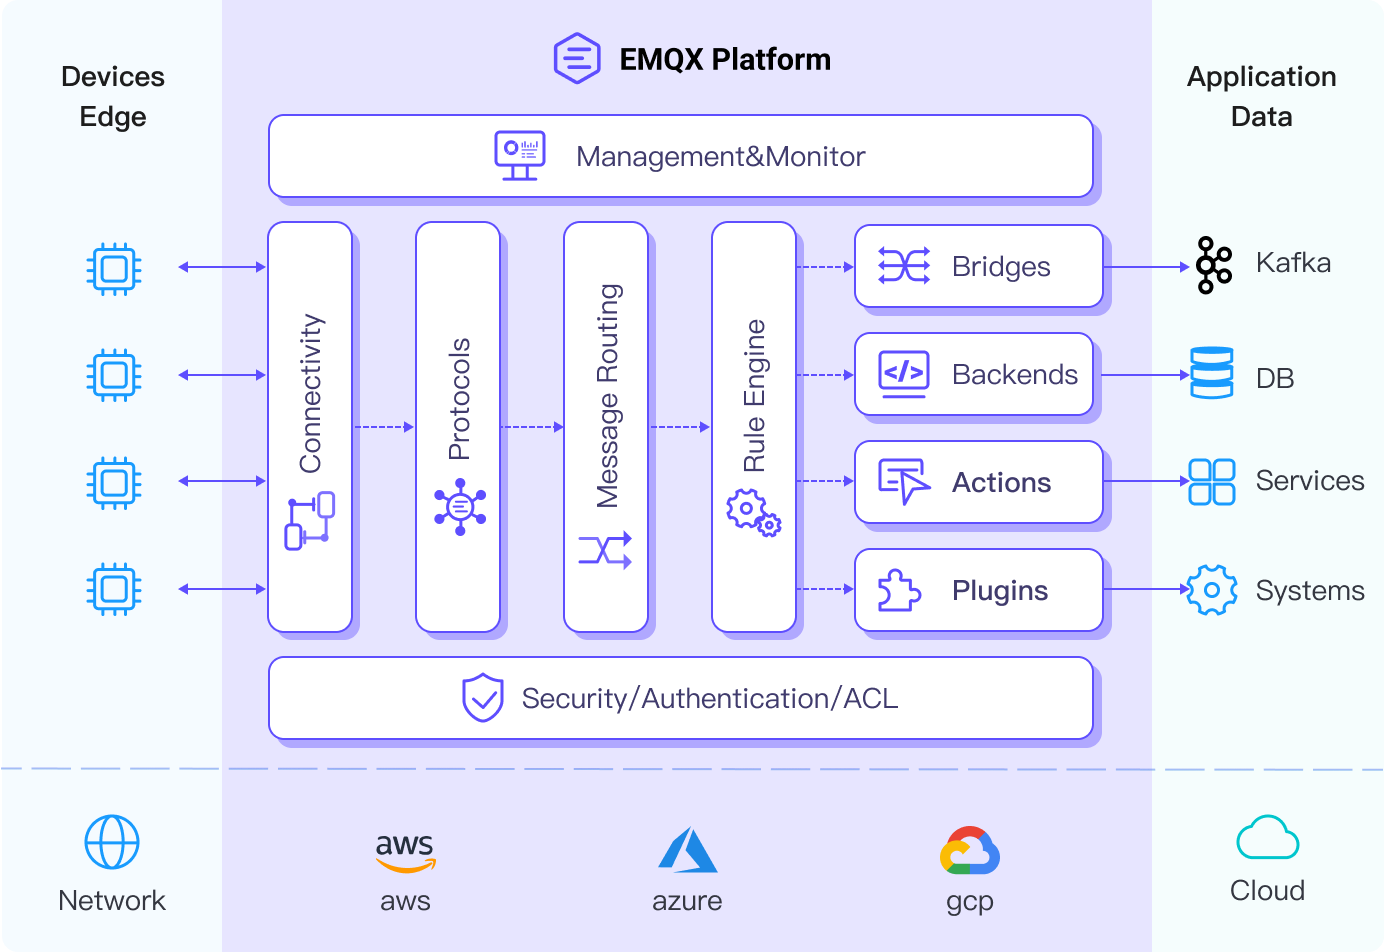 EMQX Platform
Devices
Edge
Application
Data
Management&Monitor
Connectivity
Protocols
Message Routing
Rule Engine
Bridges
Backends
Actions
Plugins
Kafka
DB
Services
Systems
Security/Authentication/ACL
Network
aws
aws
azure
gcp
Cloud